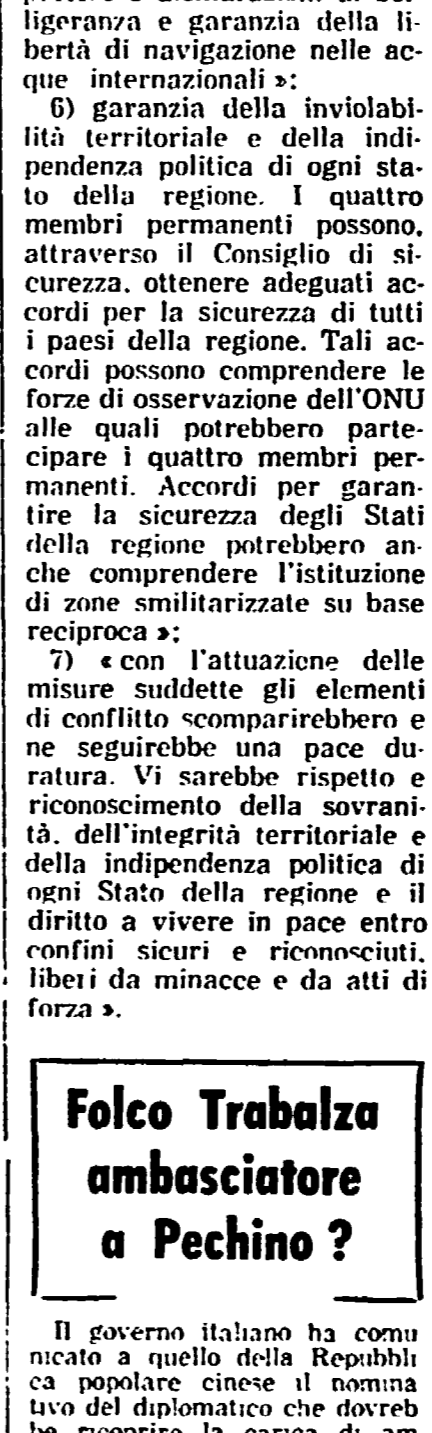 ligeranza e garanzia della li-
bertà di navigazione nelle ac-
que internazionali »:
6) garanzia della inviolabi-
lità territoriale e della indi-
pendenza politica di ogni sta-
to della regione. I quattro
membri permanenti possono.
attraverso il Consiglio di si-
curezza. ottenere adeguati ac-
cordi per la sicurezza di tutti
i paesi della regione. Tali ac-
cordi possono comprendere le
forze di osservazione dell'ONU
alle quali potrebbero parte-
cipare i quattro membri per-
manenti. Accordi per garan-
tire la sicurezza degli Stati
della regione potrebbero an-
che comprendere l'istituzione
di zone smilitarizzate su base
reciproca »;
7) « con l'attuazione delle
misure suddette gli elementi
di conflitto scomparirebbero e
ne seguirebbe una pace du-
ratura. Vi sarebbe rispetto e
riconoscimento della sovrani-
tà. dell'integrità territoriale e
della indipendenza politica di
ogni Stato della regione e il
diritto a vivere in pace entro
confini sicuri e riconosciuti.
liberi da minacce e da atti di
forza ».
Folco Trabalza
ambasciatore
a Pechino ?
Il governo italiano ha comu
nicato a quello della Repubbli
ca popolare cinese il nomina
tivo del diplomatico che dovreb
be ricoprire la carica di am